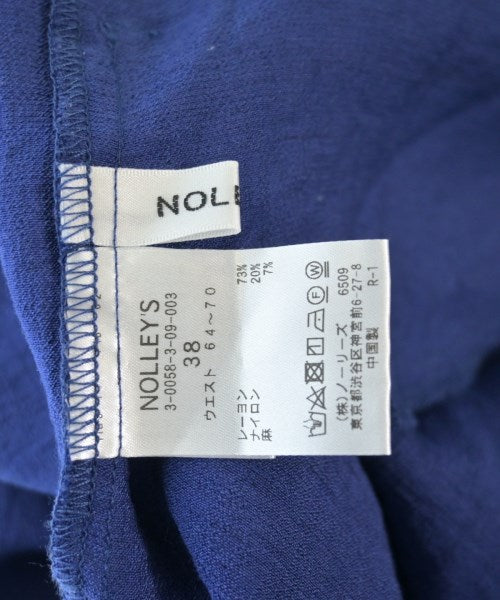 NOLL
NOLLEY'S
3-0058-3-09-003
38
ウエスト 64～70
レーヨン 73%
ナイロン 20%
麻 7%
(株)ノーリーズ 6509
東京都渋谷区神宮前6-27-8
中国製 R-1